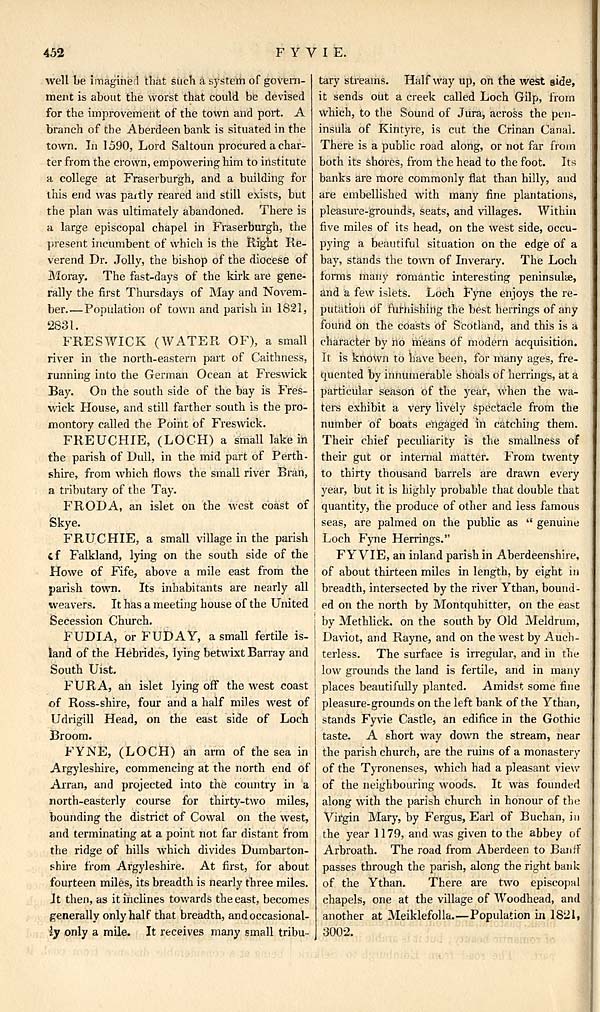 452
FYVIE.
well be imagined that such a system of govern-
ment is about the worst that could be devised
for the improvement of the town and port. A
branch of the Aberdeen bank is situated in the
town. In 1590, Lord Saltoun procured a char-
ter from the crown, empowering him to institute
a college at Fraserburgh, and a building for
this end was partly reared and still exists, but
the plan was ultimately abandoned. There is
a large episcopal chapel in Fraserburgh, the
present incumbent of which is the Right Re-
verend Dr. Jolly, the bishop of the diocese of
Moray. The fast-days of the kirk are gene-
rally the first Thursdays of May and Novem-
ber.—Population of town and parish in 1821,
2831.
FRESWICK (WATER OF), a small
river in the north-eastern part of Caithness,
running into the German Ocean at Freswick
Bay. On the south side of the bay is Fres-
wick House, and still farther south is the pro-
montory called the Point of Freswick.
FREUCHIE, (LOCH) a small lake in
the parish of Dull, in the mid part of Perth-
shire, from which flows the small river Bran,
a tributary of the Tay.
FRODA, an islet on the west coast of
Skye.
FRUCHIE, a small village in the parish
of Falkland, lying on the south side of the
Howe of Fife, above a mile east from the
parish town. Its inhabitants are nearly all
weavers. It has a meeting house of the United
Secession Church.
FUDIA, or FUDAY, a small fertile is-
land of the Hebrides, lying betwixt Barray and
South Uist.
FURA, an islet lying off the west coast
of Ross-shire, four and a half miles west of
Udrigill Head, on the east side of Loch
Broom.
FYNE, (LOCH) an arm of the sea in
Argyleshire, commencing at the north end of
Arran, and projected into the country in a
north-easterly course for thirty-two miles,
bounding the district of Cowal on the west,
and terminating at a point not far distant from
the ridge of hills which divides Dumbarton-
shire from Argyleshire. At first, for about
fourteen miles, its breadth is nearly three miles.
It then, as it inclines towards the east, becomes
generally only half that breadth, and occasional-
ly only a mile. It receives many small tribu-
tary streams. Half way up, on the west side,
it sends out a creek called Loch Gilp, from
which, to the Sound of Jura, across the pen-
insula of Kintyre, is cut the Crinan Canal.
There is a public road along, or not far from
both its shores, from the head to the foot. Its
banks are more commonly flat than hilly, and
are embellished with many fine plantations,
pleasure-grounds, seats, and villages. Within
five miles of its head, on the west side, occu-
pying a beautiful situation on the edge of a
bay, stands the town of Inverary. The Loch
forms many romantic interesting peninsulæ,
and a few islets. Loch Fyne enjoys the re-
putation of furnishing the best herrings of any
found on the coasts of Scotland, and this is a
character by no means of modern acquisition.
It is known to have been, for many ages, fre-
quented by innumerable shoals of herrings, at a
particular season of the year, when the wa-
ters exhibit a very lively spectacle from the
number of boats engaged in catching them.
Their chief peculiarity is the smallness of
their gut or internal matter. From twenty
to thirty thousand barrels are drawn every
year, but it is highly probable that double that
quantity, the produce of other and less famous
seas, are palmed on the public as “ genuine
Loch Fyne Herrings.”
FYVIE, an inland parish in Aberdeenshire,
of about thirteen miles in length, by eight in
breadth, intersected by the river Ythan, bound-
ed on the north by Montquhitter, on the east
by Methlick. on the south by Old Meldrum,
Daviot, and Rayne, and on the west by Auch-
terless. The surface is irregular, and in the
low grounds the land is fertile, and in many
places beautifully planted. Amidst some fine
pleasure-grounds on the left bank of the Ythan,
stands Fyvie Castle, an edifice in the Gothic
taste. A short way down the stream, near
the parish church, are the ruins of a monastery
of the Tyronenses, which had a pleasant view
of the neighbouring woods. It was founded
along with the parish church in honour of the
Virgin Mary, by Fergus, Earl of Buchan, in
the year 1179, and was given to the abbey of
Arbroath. The road from Aberdeen to Banff
passes through the parish, along the right bank
of the Ythan. There are two episcopal
chapels, one at the village of Woodhead, and
another at Meiklefolla.—Population in 1821,
3002.